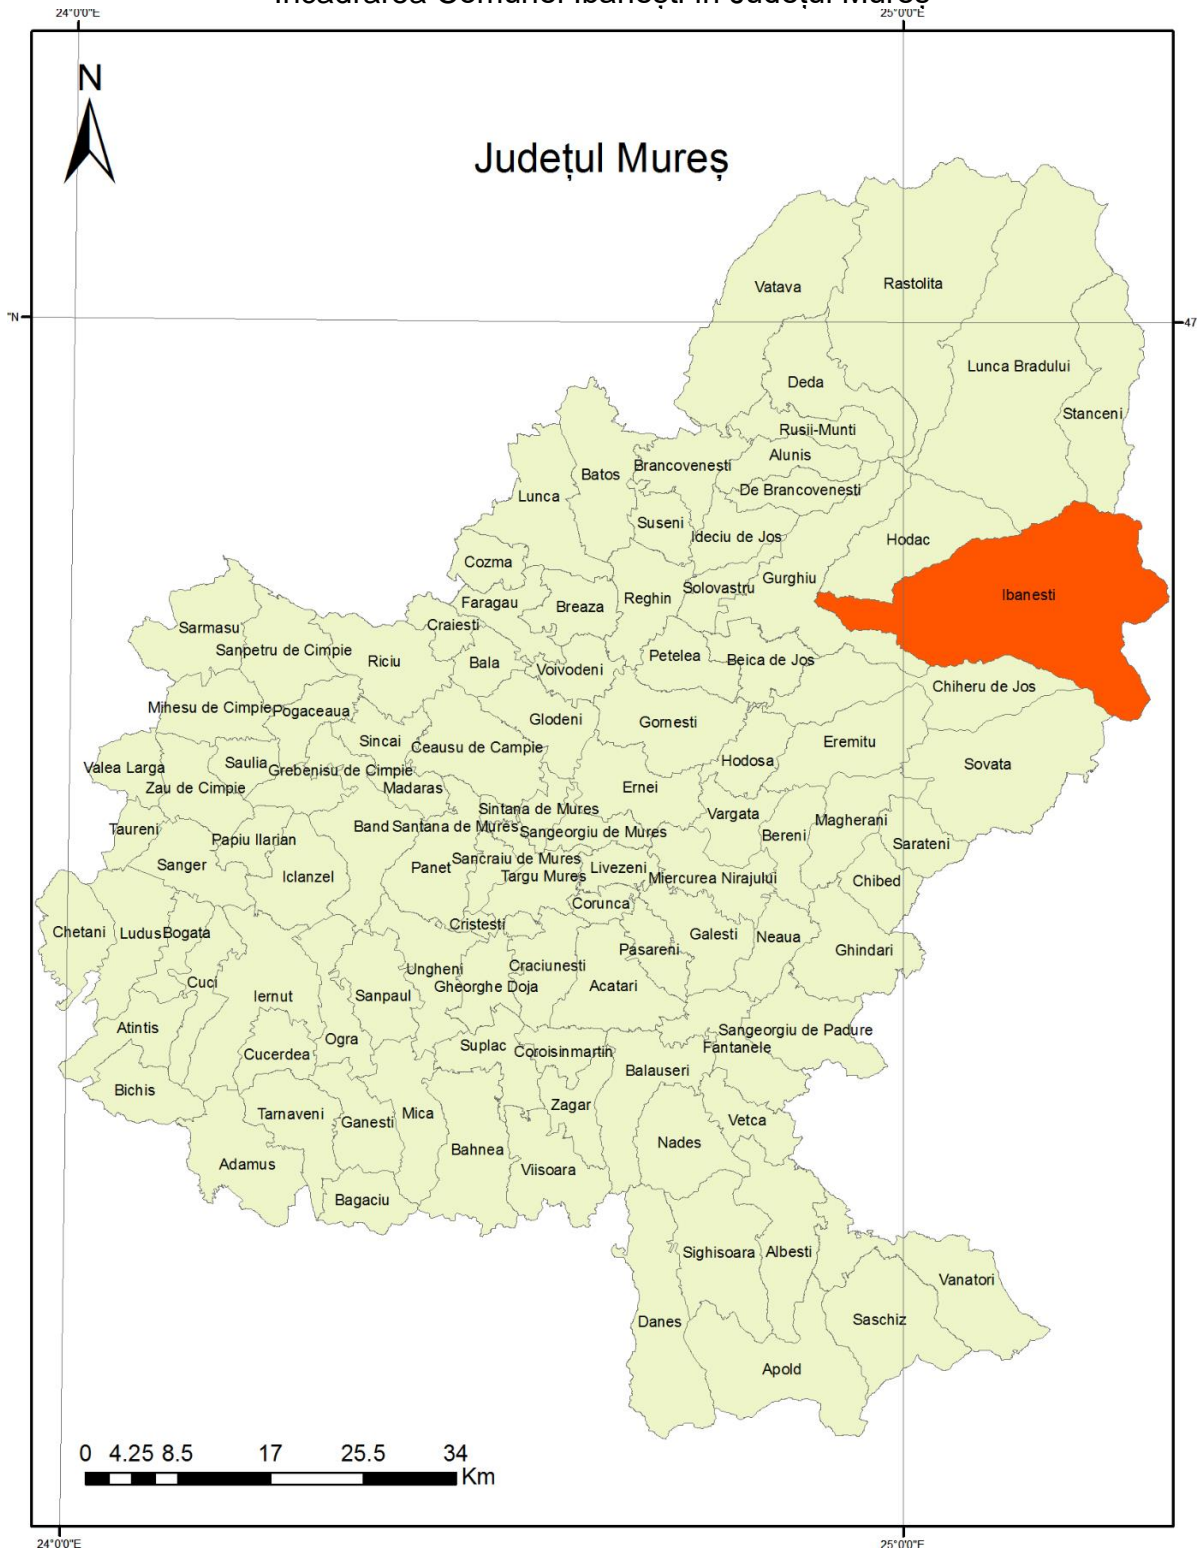 Încadrarea Comunei Ibănești în Județul Mureș
24°0'0"E
25°0'0"E
N
Județul Mureș
Vatava
Rastolita
"N
47
Lunca Bradului
Deda
Stanceni
Rusii-Munti
Alunis
Brancovenesti
Batos
De Brancovenesti
Lunca
Suseni
Ideciu de Jos
Hodac
Cozma
Gurghiu
Solovastru
Ibanesti
Reghin
Faragau
Breaza
Craiesti
Sarmasu
Sanpetru de Cimpie
Petelea
Beica de Jos
Riciu
Bala
Voivodeni
Chiheru de Jos
Mihesu de Cimpie
Pogaceaua
Glodeni
Gornesti
Sincai
Ceausu de Campie
Eremitu
Hodosa
Sovata
Saulia
Valea Larga
Grebenisu de Cimpie
Zau de Cimpie
Madaras
Ernei
Sintana de Mures
Vargata
Magherani
Band
Santana de Mures
Taureni
Sangeorgiu de Mures
Bereni
Papiu Ilarian
Sarateni
Sancraiu de Mures
Sanger
Panet
Livezeni
Iclanzel
Targu Mures
Miercurea Nirajului
Chibed
Corunca
Cristesti
Chetani
Ludus
Bogata
Galesti
Neaua
Pasareni
Ghindari
Ungheni
Craciunesti
Cuci
Gheorghe Doja
Acatari
Iernut
Sanpaul
Atintis
Sangeorgiu de Padure
Ogra
Suplac
Fantanele
Cucerdea
Coroisinmartin
Balauseri
Bichis
Zagar
Tarnaveni
Mica
Ganesti
Vetca
Nades
Bahnea
Adamus
Viisoara
Bagaciu
Sighisoara
Albesti
Vanatori
Danes
Saschiz
Apold
0 4.25 8.5 17 25.5 34
Km
24°0'0"E
25°0'0"E